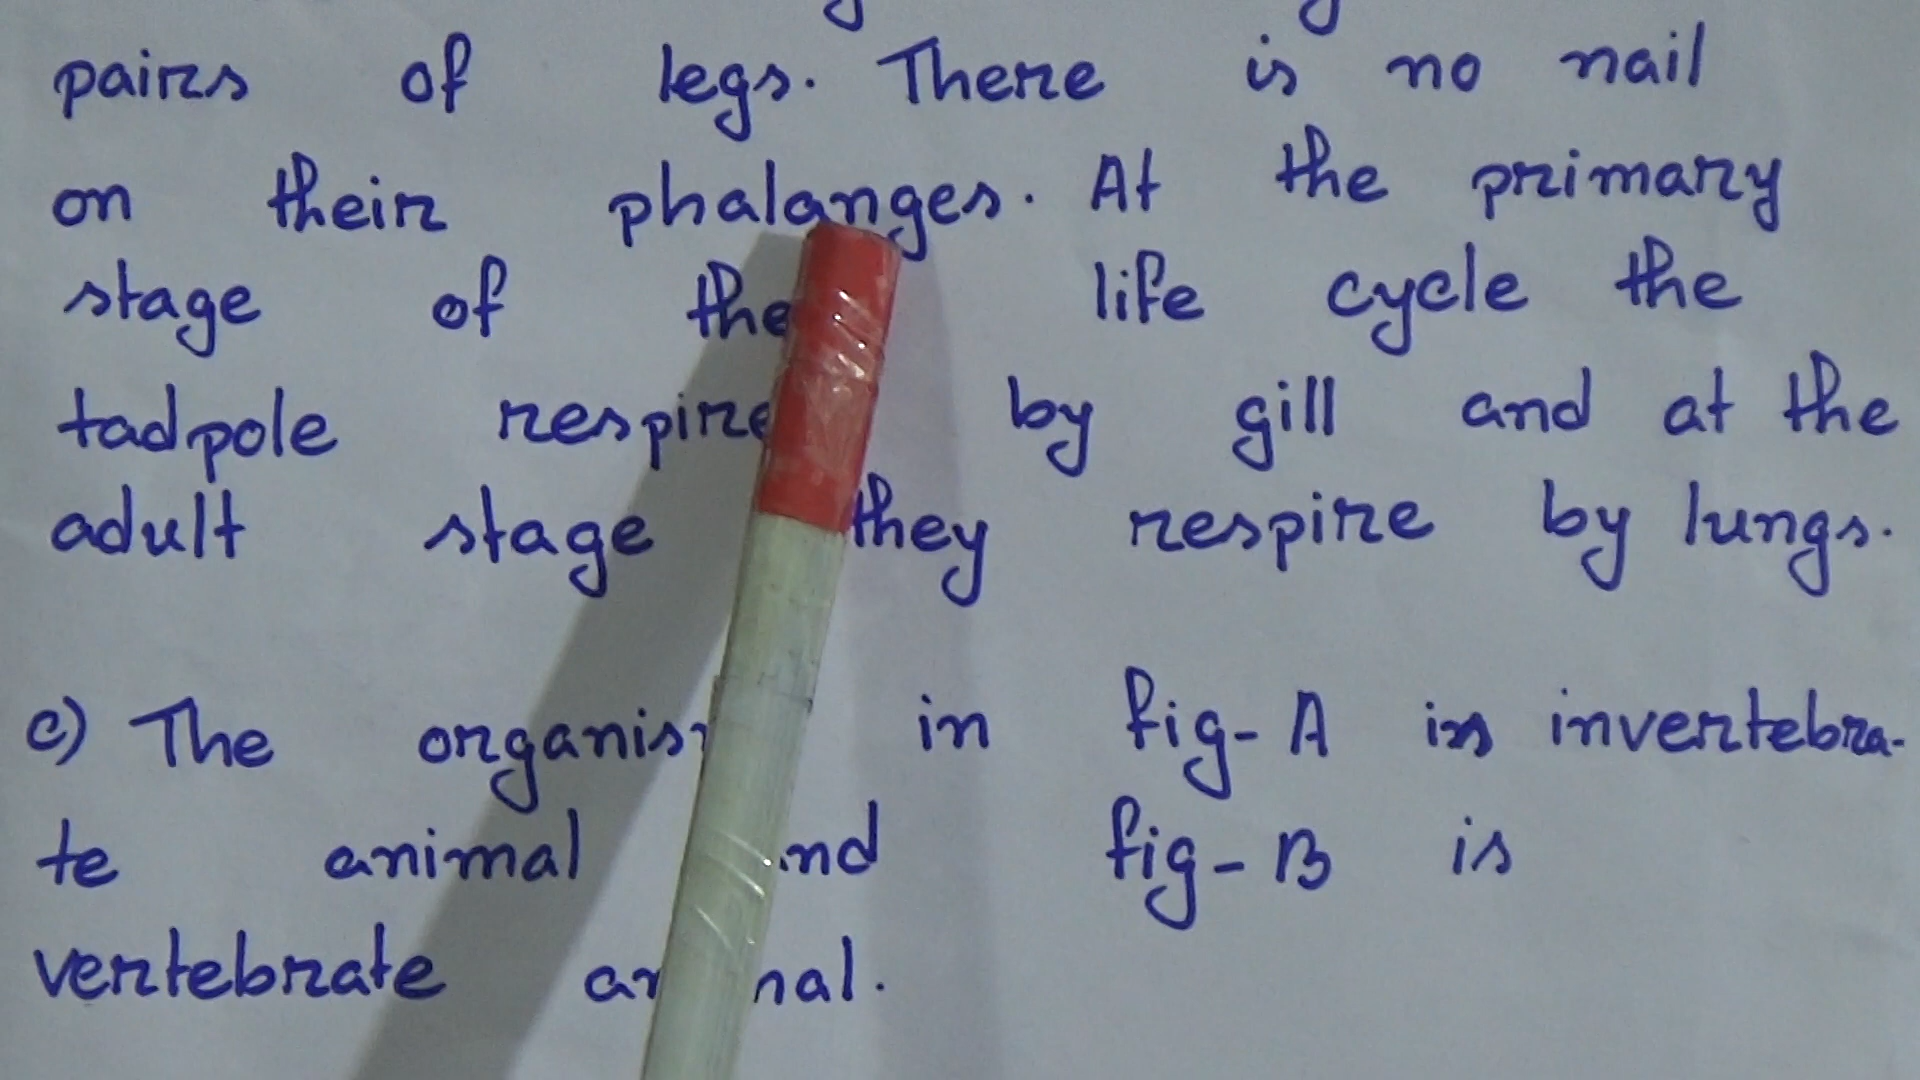 pairs of legs. There is no nail
on their phalanges. At the primary
stage of life cycle the
tadpole respire by gill and at the
adult stage they respire by lungs.
c) The in fig-A is invertebra-
te animal fig-B is
vertebrate